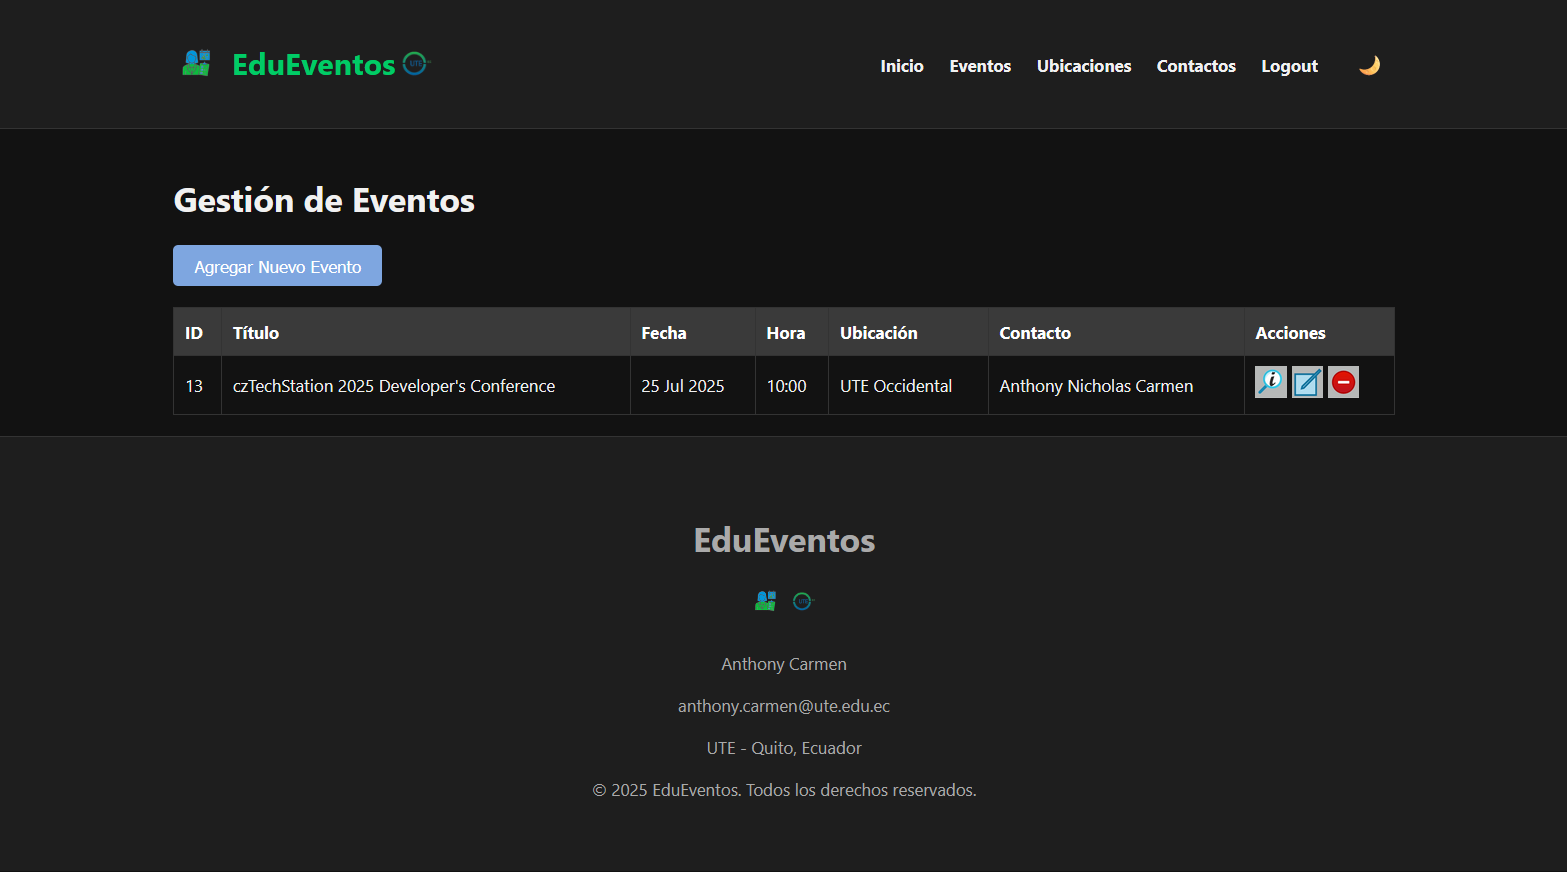 EduEventos UTE
Inicio Eventos Ubicaciones Contactos Logout
Gestión de Eventos
Agregar Nuevo Evento
ID Título Fecha Hora Ubicación Contacto Acciones
13 czTechStation 2025 Developer's Conference 25 Jul 2025 10:00 UTE Occidental Anthony Nicholas Carmen
EduEventos
UTE
Anthony Carmen
anthony.carmen@ute.edu.ec
UTE - Quito, Ecuador
© 2025 EduEventos. Todos los derechos reservados.